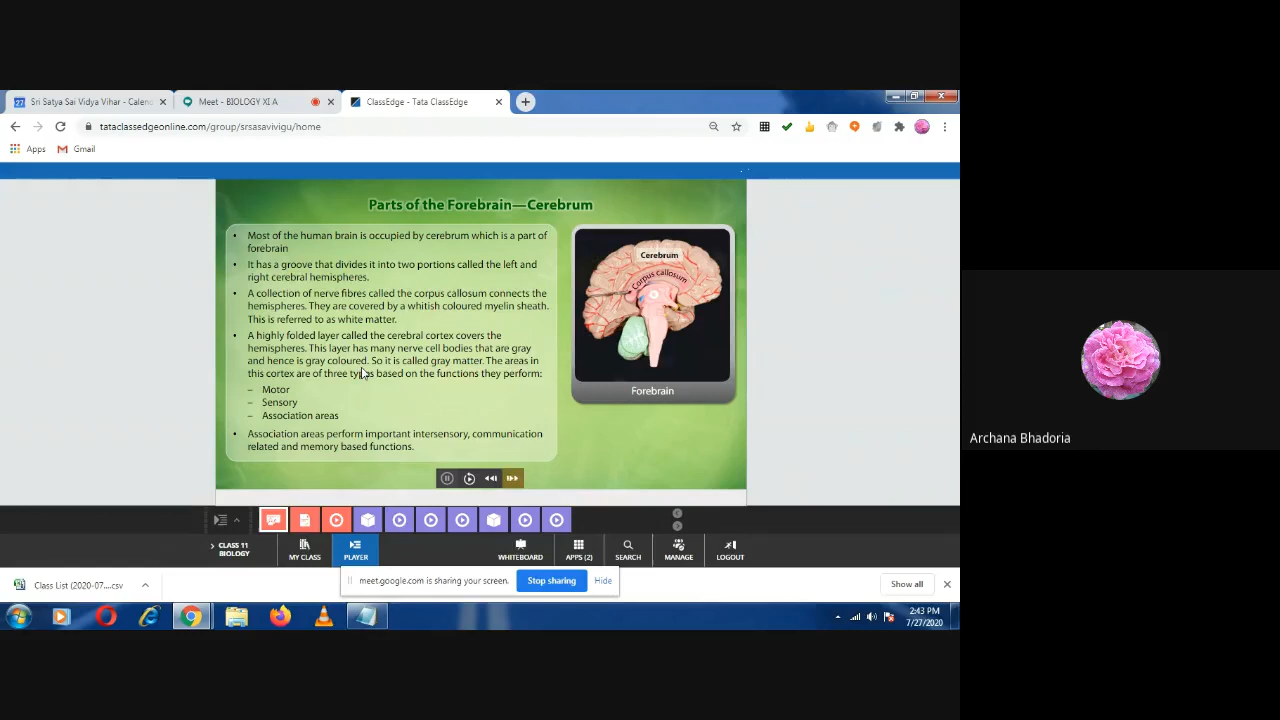 Sri Satya Sai Vidya Vihar - Calend
Meet - BIOLOGY XI A
ClassEdge - Tata ClassEdge
tataclassedgeonline.com/group/srsasavivigu/home
Apps
Gmail
Parts of the Forebrain—Cerebrum
• Most of the human brain is occupied by cerebrum which is a part of
forebrain
• It has a groove that divides it into two portions called the left and
right cerebral hemispheres.
• A collection of nerve fibres called the corpus callosum connects the
hemispheres. They are covered by a whitish coloured myelin sheath.
This is referred to as white matter.
• A highly folded layer called the cerebral cortex covers the
hemispheres. This layer has many nerve cell bodies that are gray
and hence is gray coloured. So it is called gray matter. The areas in
this cortex are of three types based on the functions they perform:
– Motor
– Sensory
– Association areas
• Association areas perform important intersensory, communication
related and memory based functions.
Cerebrum
Corpus callosum
Forebrain
Archana Bhadoria
CLASS 11
BIOLOGY
MY CLASS
PLAYER
WHITEBOARD
APPS (2)
SEARCH
MANAGE
LOGOUT
Class List (2020-07....csv
meet.google.com is sharing your screen.
Stop sharing
Hide
Show all
2:43 PM
7/27/2020